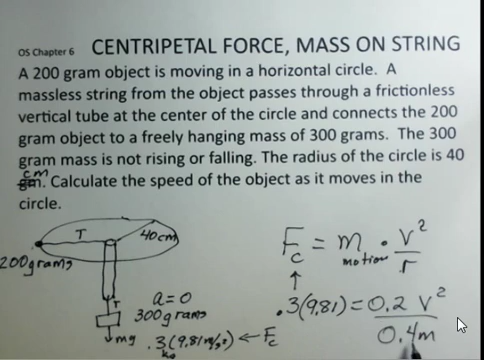 OS Chapter 6 CENTRIPETAL FORCE, MASS ON STRING
A 200 gram object is moving in a horizontal circle. A
massless string from the object passes through a frictionless
vertical tube at the center of the circle and connects the 200
gram object to a freely hanging mass of 300 grams. The 300
gram mass is not rising or falling. The radius of the circle is 40
cm
gm. Calculate the speed of the object as it moves in the
circle.
T 40cm
200grams
T
a=0
300grams
mg .3(9.81m/s²) ← Fc
kg
Fc = m motion · V²/r
↑
.3(9.81) = 0.2 V²
0.4m